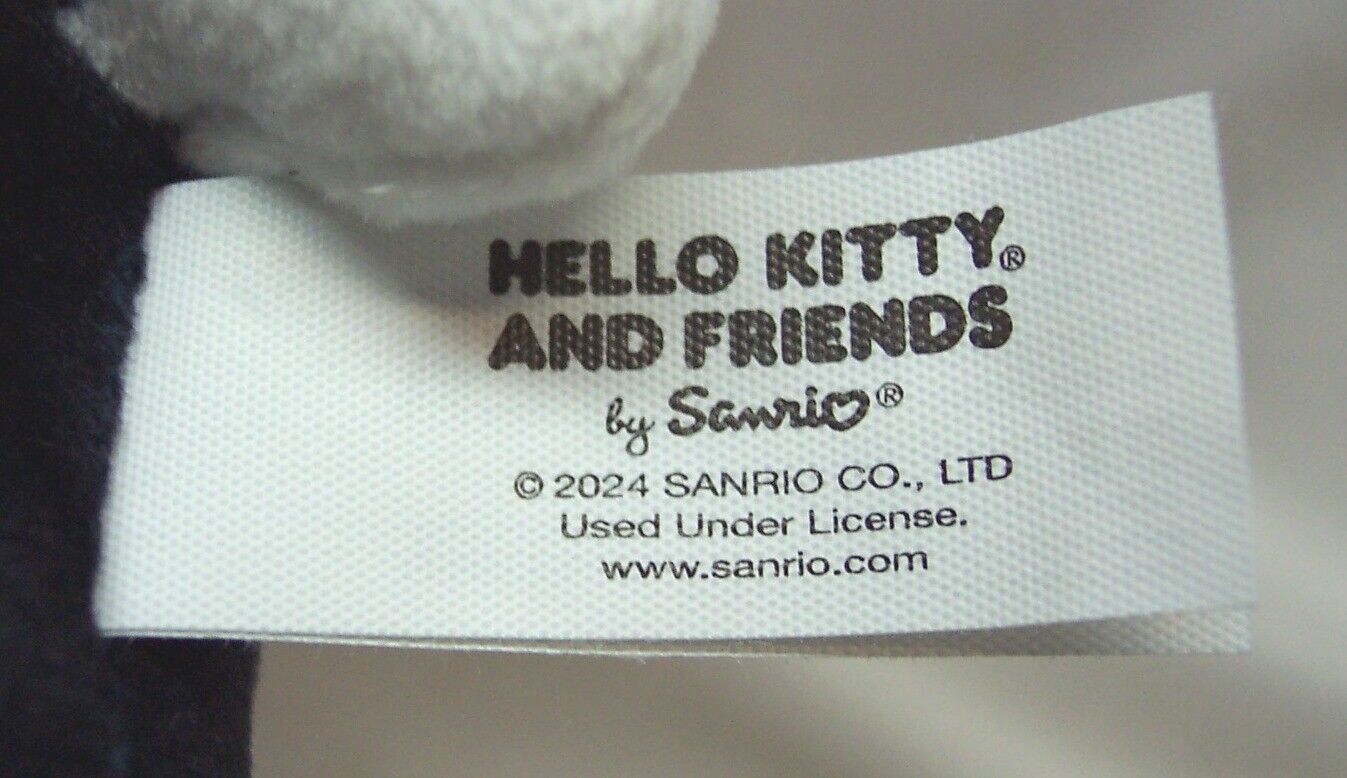 HELLO KITTY®
AND FRIENDS
by Sanrio®
© 2024 SANRIO CO., LTD
Used Under License.
www.sanrio.com